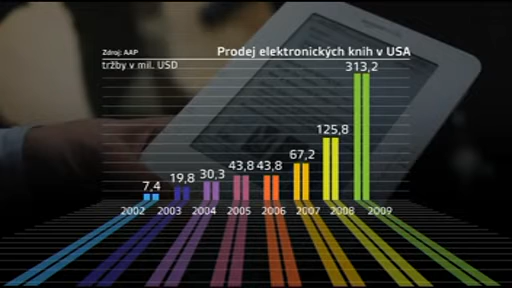 Zdroj: AAP
Prodej elektronických knih v USA
tržby v mil. USD
313,2
125,8
67,2
43,8
43,8
30,3
19,8
7,4
2002 2003 2004 2005 2006 2007 2008 2009